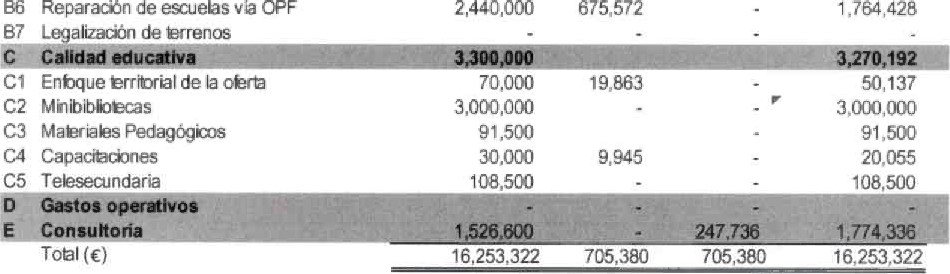 B6 Reparación de escuelas vía OPF 2,440,000 675,572 - 1,764,428
B7 Legalización de terrenos - - - -
C Calidad educativa 3,300,000 3,270,192
C1 Enfoque territorial de la oferta 70,000 19,863 - 50,137
C2 Minibibliotecas 3,000,000 - - 3,000,000
C3 Materiales Pedagógicos 91,500 - 91,500
C4 Capacitaciones 30,000 9,945 - 20,055
C5 Telesecundaria 108,500 - - 108,500
D Gastos operativos - - - -
E Consultoría 1,526,600 - 247,736 1,774,336
Total (€) 16,253,322 705,380 705,380 16,253,322